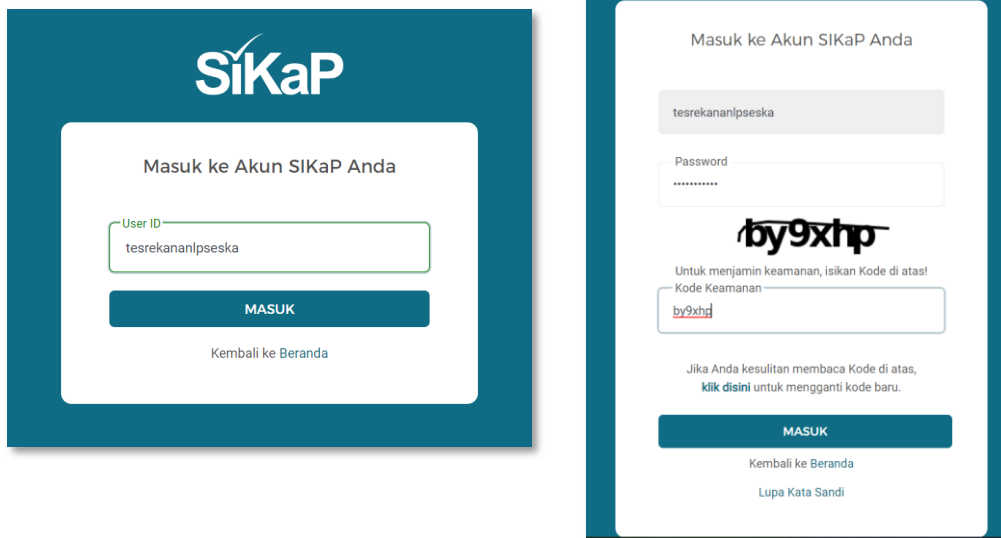 SiKaP
Masuk ke Akun SIKaP Anda
User ID
tesrekananlpseska
MASUK
Kembali ke Beranda
Masuk ke Akun SIKaP Anda
tesrekananlpseska
Password
•••••••••••
by9xhp
Untuk menjamin keamanan, isikan Kode di atas!
Kode Keamanan
by9xhp
Jika Anda kesulitan membaca Kode di atas,
klik disini untuk mengganti kode baru.
MASUK
Kembali ke Beranda
Lupa Kata Sandi